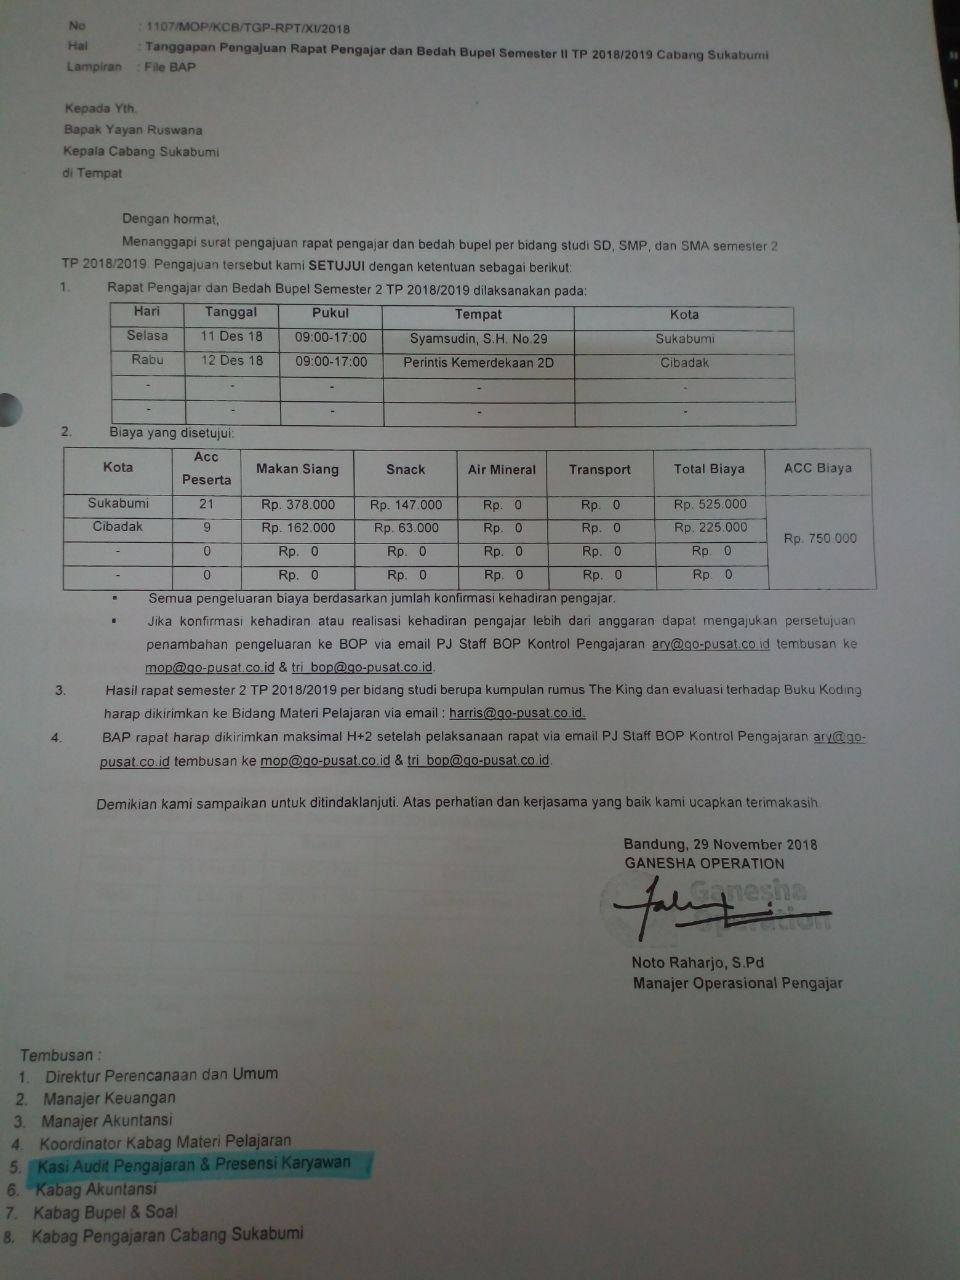 No : 1107/MOP/KCB/TGP-RPT/XI/2018
Hal : Tanggapan Pengajuan Rapat Pengajar dan Bedah Bupel Semester II TP 2018/2019 Cabang Sukabumi
Lampiran : File BAP
Kepada Yth.
Bapak Yayan Ruswana
Kepala Cabang Sukabumi
di Tempat
Dengan hormat,
Menanggapi surat pengajuan rapat pengajar dan bedah bupel per bidang studi SD, SMP, dan SMA semester 2
TP 2018/2019. Pengajuan tersebut kami SETUJUI dengan ketentuan sebagai berikut:
1. Rapat Pengajar dan Bedah Bupel Semester 2 TP 2018/2019 dilaksanakan pada:
Hari Tanggal Pukul Tempat Kota
Selasa 11 Des 18 09:00-17:00 Syamsudin, S.H. No.29 Sukabumi
Rabu 12 Des 18 09:00-17:00 Perintis Kemerdekaan 2D Cibadak
- - - - -
- - - - -
2. Biaya yang disetujui:
Kota Acc Peserta Makan Siang Snack Air Mineral Transport Total Biaya ACC Biaya
Sukabumi 21 Rp. 378.000 Rp. 147.000 Rp. 0 Rp. 0 Rp. 525.000
Cibadak 9 Rp. 162.000 Rp. 63.000 Rp. 0 Rp. 0 Rp. 225.000
Rp. 750.000
- 0 Rp. 0 Rp. 0 Rp. 0 Rp. 0 Rp. 0
- 0 Rp. 0 Rp. 0 Rp. 0 Rp. 0 Rp. 0
▪ Semua pengeluaran biaya berdasarkan jumlah konfirmasi kehadiran pengajar.
▪ Jika konfirmasi kehadiran atau realisasi kehadiran pengajar lebih dari anggaran dapat mengajukan persetujuan
penambahan pengeluaran ke BOP via email PJ Staff BOP Kontrol Pengajaran ary@go-pusat.co.id tembusan ke
mop@go-pusat.co.id & tri_bop@go-pusat.co.id.
3. Hasil rapat semester 2 TP 2018/2019 per bidang studi berupa kumpulan rumus The King dan evaluasi terhadap Buku Koding
harap dikirimkan ke Bidang Materi Pelajaran via email : harris@go-pusat.co.id.
4. BAP rapat harap dikirimkan maksimal H+2 setelah pelaksanaan rapat via email PJ Staff BOP Kontrol Pengajaran ary@go-
pusat.co.id tembusan ke mop@go-pusat.co.id & tri_bop@go-pusat.co.id.
Demikian kami sampaikan untuk ditindaklanjuti. Atas perhatian dan kerjasama yang baik kami ucapkan terimakasih.
Bandung, 29 November 2018
GANESHA OPERATION
Ganesha
Operation
Noto Raharjo, S.Pd
Manajer Operasional Pengajar
Tembusan :
1. Direktur Perencanaan dan Umum
2. Manajer Keuangan
3. Manajer Akuntansi
4. Koordinator Kabag Materi Pelajaran
5. Kasi Audit Pengajaran & Presensi Karyawan
6. Kabag Akuntansi
7. Kabag Bupel & Soal
8. Kabag Pengajaran Cabang Sukabumi